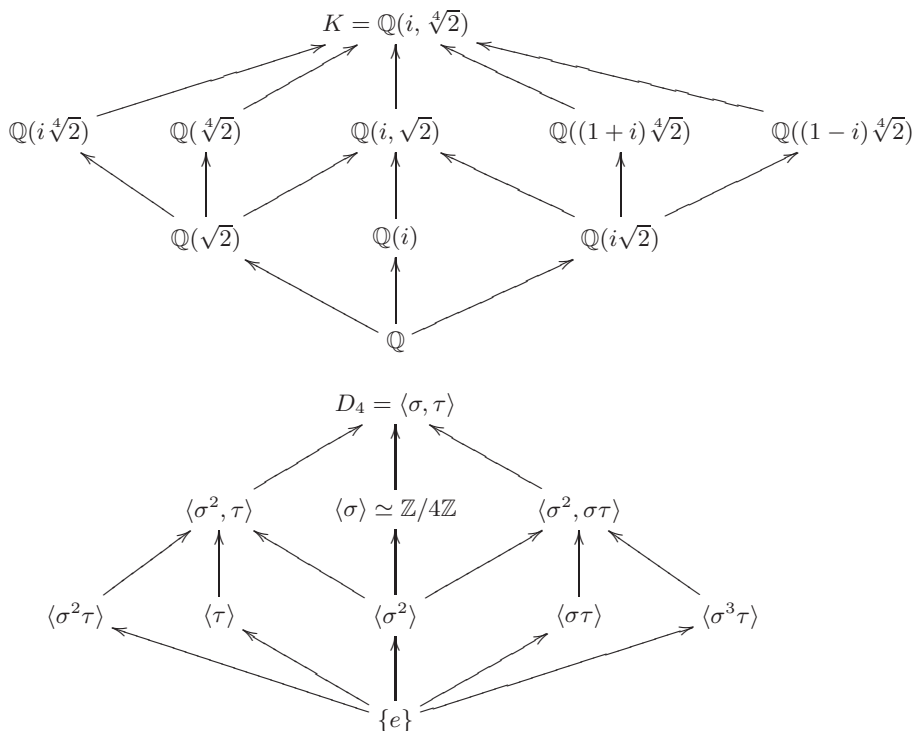 K = ℚ(i, ∜2)
ℚ(i∜2) ℚ(∜2) ℚ(i, √2) ℚ((1 + i)∜2) ℚ((1 − i)∜2)
ℚ(√2) ℚ(i) ℚ(i√2)
ℚ
D₄ = ⟨σ, τ⟩
⟨σ², τ⟩ ⟨σ⟩ ≃ ℤ/4ℤ ⟨σ², στ⟩
⟨σ²τ⟩ ⟨τ⟩ ⟨σ²⟩ ⟨στ⟩ ⟨σ³τ⟩
{e}